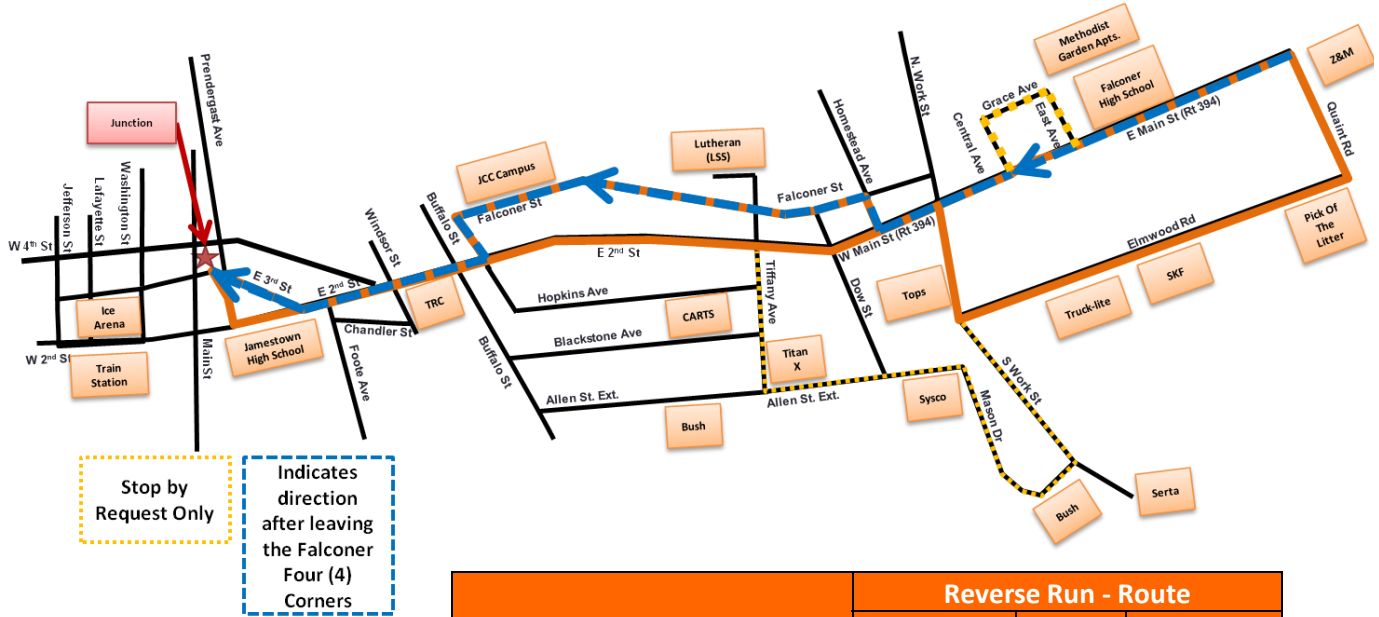 Prendergast Ave
Junction
Jefferson St
Lafayette St
Washington St
W 4th St
W 2nd St
Ice
Arena
Train
Station
Main St
E 3rd St
E 2nd St
Jamestown
High School
Windsor St
Chandler St
Foote Ave
TRC
Buffalo St
Buffalo St
JCC Campus
Falconer St
Lutheran
(LSS)
E 2nd St
Hopkins Ave
CARTS
Blackstone Ave
Allen St. Ext.
Bush
Tiffany Ave
Titan
X
Allen St. Ext.
Dow St
Falconer St
Homestead Ave
N. Work St
W Main St (Rt 394)
Tops
Sysco
Mason Dr
S Work St
Bush
Serta
Central Ave
Grace Ave
East Ave
Methodist
Garden Apts.
Falconer
High School
E Main St (Rt 394)
Z&M
Quaint Rd
Elmwood Rd
Pick Of
The
Litter
SKF
Truck-lite
Stop by
Request Only
Indicates
direction
after leaving
the Falconer
Four (4)
Corners
Reverse Run - Route